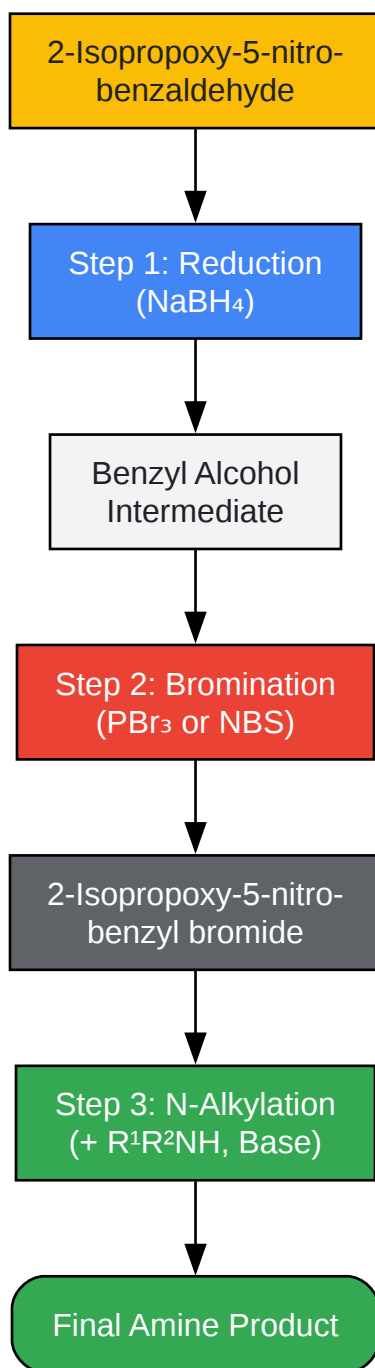 2-Isopropoxy-5-nitro-
benzaldehyde
Step 1: Reduction
(NaBH₄)
Benzyl Alcohol
Intermediate
Step 2: Bromination
(PBr₃ or NBS)
2-Isopropoxy-5-nitro-
benzyl bromide
Step 3: N-Alkylation
(+ R¹R²NH, Base)
Final Amine Product